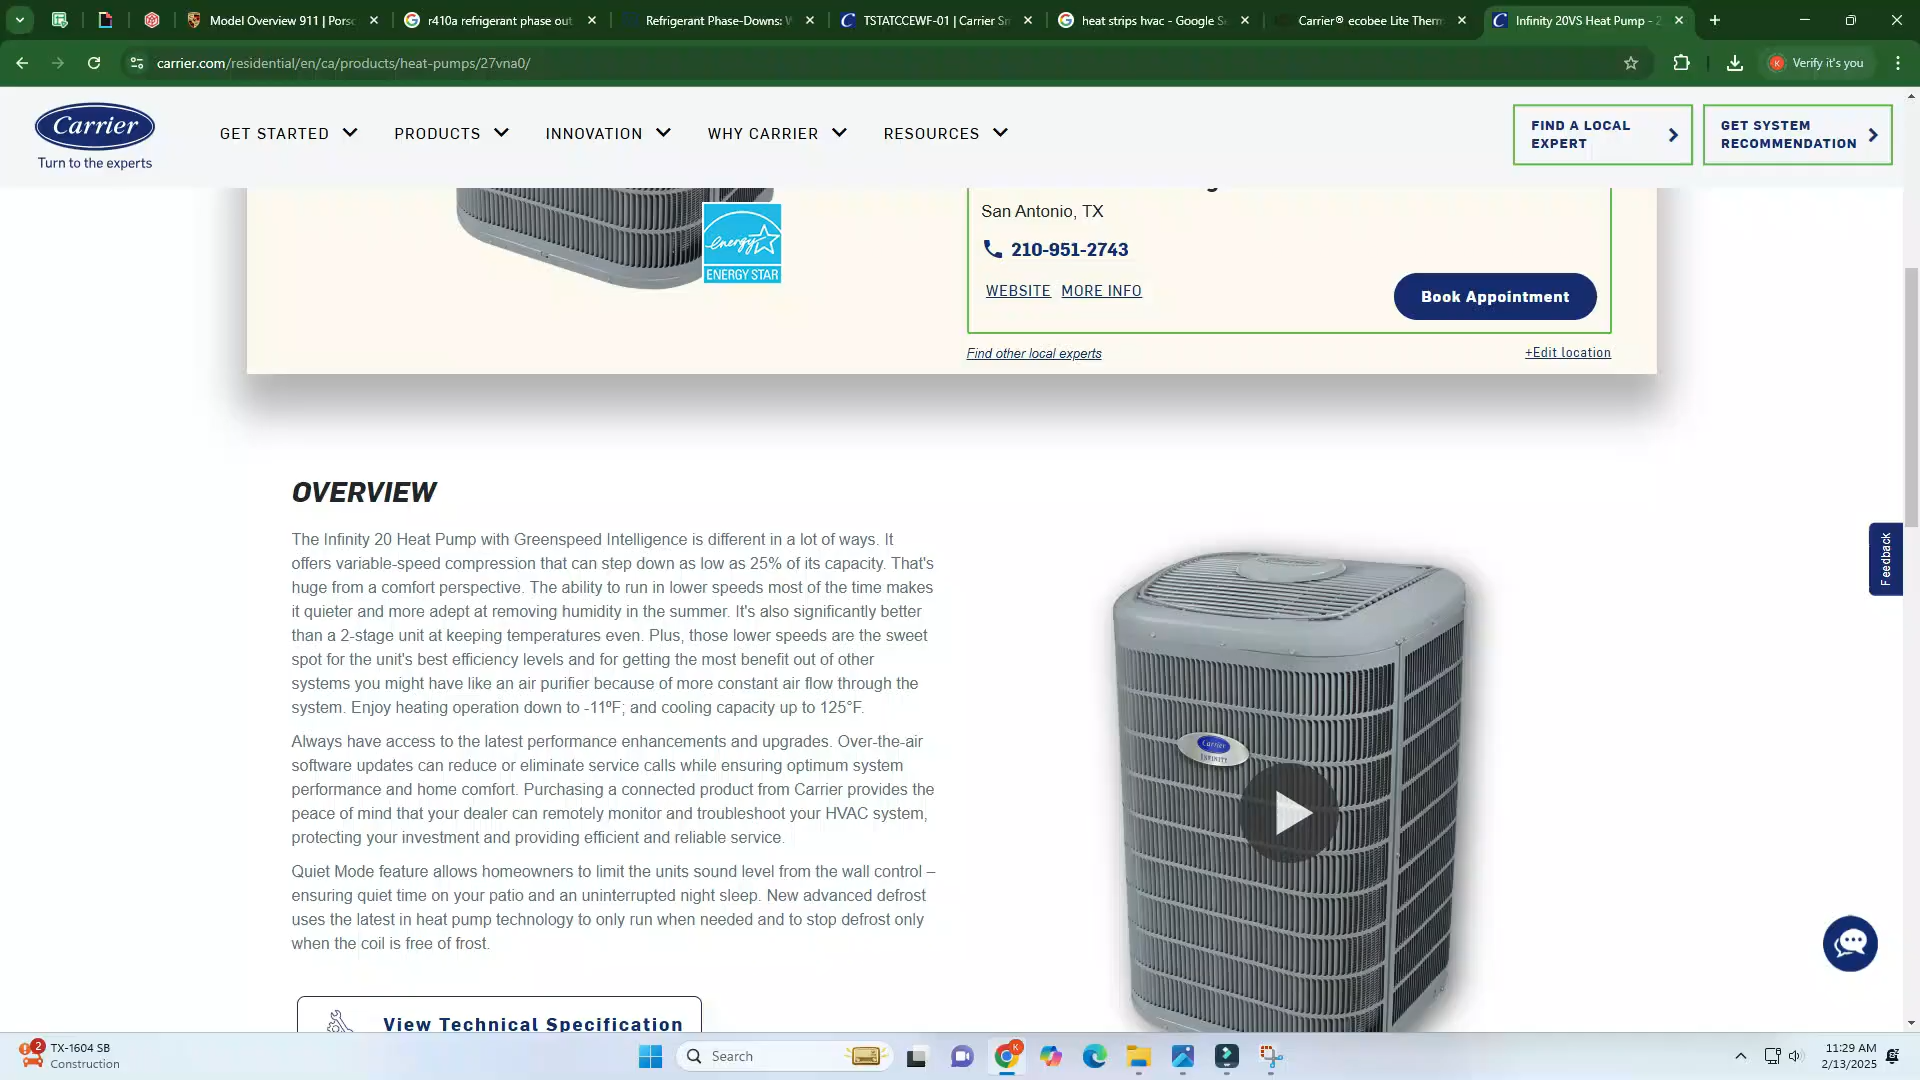 Model Overview 911 | Pors
r410a refrigerant phase out
Refrigerant Phase-Downs: W
TSTATCCEWF-01 | Carrier Sm
heat strips hvac - Google Se
Carrier® ecobee Lite Therm
Infinity 20VS Heat Pump - 2
carrier.com/residential/en/ca/products/heat-pumps/27vna0/
Verify it's you
Carrier
Turn to the experts
GET STARTED
PRODUCTS
INNOVATION
WHY CARRIER
RESOURCES
FIND A LOCAL
EXPERT
GET SYSTEM
RECOMMENDATION
energy
ENERGY STAR
San Antonio, TX
210-951-2743
WEBSITE MORE INFO
Book Appointment
Find other local experts
+Edit location
OVERVIEW
The Infinity 20 Heat Pump with Greenspeed Intelligence is different in a lot of ways. It
offers variable-speed compression that can step down as low as 25% of its capacity. That's
huge from a comfort perspective. The ability to run in lower speeds most of the time makes
it quieter and more adept at removing humidity in the summer. It's also significantly better
than a 2-stage unit at keeping temperatures even. Plus, those lower speeds are the sweet
spot for the unit's best efficiency levels and for getting the most benefit out of other
systems you might have like an air purifier because of more constant air flow through the
system. Enjoy heating operation down to -11ºF; and cooling capacity up to 125°F.
Always have access to the latest performance enhancements and upgrades. Over-the-air
software updates can reduce or eliminate service calls while ensuring optimum system
performance and home comfort. Purchasing a connected product from Carrier provides the
peace of mind that your dealer can remotely monitor and troubleshoot your HVAC system,
protecting your investment and providing efficient and reliable service.
Quiet Mode feature allows homeowners to limit the units sound level from the wall control –
ensuring quiet time on your patio and an uninterrupted night sleep. New advanced defrost
uses the latest in heat pump technology to only run when needed and to stop defrost only
when the coil is free of frost.
View Technical Specification
Carrier
INFINITY
Feedback
2
TX-1604 SB
Construction
Search
11:29 AM
2/13/2025